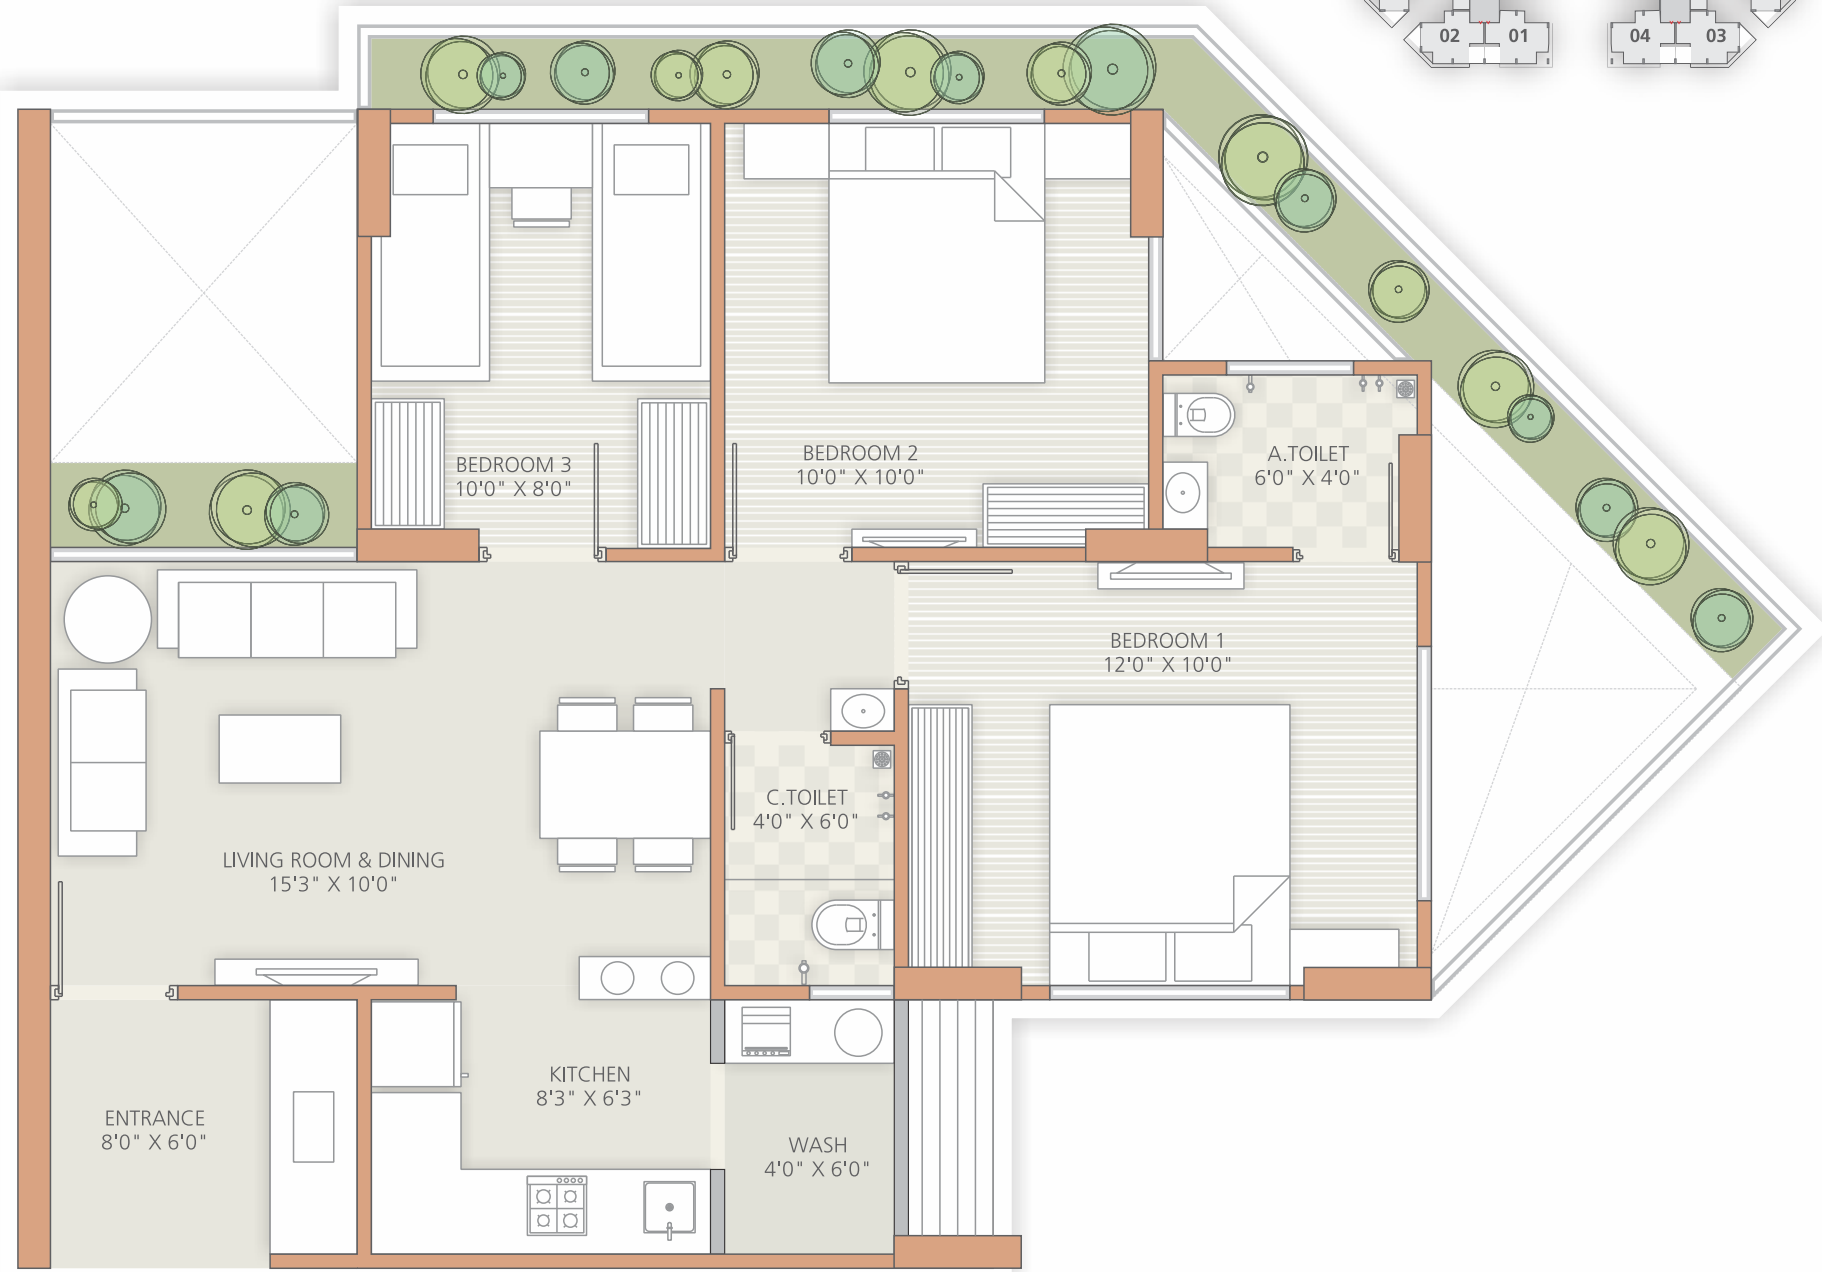 02 01 04 03
BEDROOM 3
10'0" X 8'0"
BEDROOM 2
10'0" X 10'0"
A.TOILET
6'0" X 4'0"
BEDROOM 1
12'0" X 10'0"
C.TOILET
4'0" X 6'0"
LIVING ROOM & DINING
15'3" X 10'0"
KITCHEN
8'3" X 6'3"
ENTRANCE
8'0" X 6'0"
WASH
4'0" X 6'0"